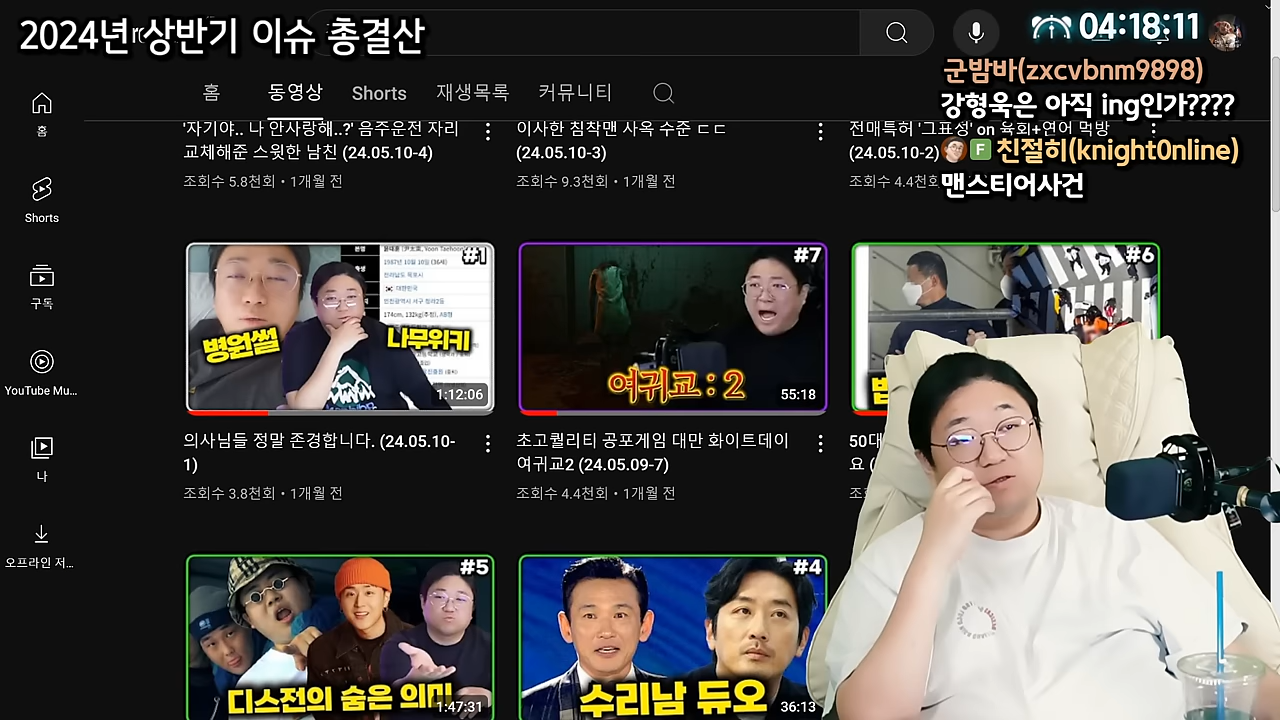 2024년 상반기 이슈 총결산
04:18:11
군밤바(zxcvbnm9898)
강형욱은 아직 ing인가????
F 친절히(knight0nline)
맨스티어사건
홈
동영상
Shorts
재생목록
커뮤니티
홈
Shorts
구독
YouTube Mu...
나
오프라인 저...
'자기야.. 나 안사랑해..?' 음주운전 자리
교체해준 스윗한 남친 (24.05.10-4)
조회수 5.8천회・1개월 전
이사한 침착맨 사옥 수준 ㄷㄷ
(24.05.10-3)
조회수 9.3천회・1개월 전
전매특허 '그표정' on 육회+연어 먹방
(24.05.10-2)
조회수 4.4천회
#1
병원썰
나무위키
1:12:06
의사님들 정말 존경합니다. (24.05.10-
1)
조회수 3.8천회・1개월 전
#7
여귀교 : 2
55:18
초고퀄리티 공포게임 대만 화이트데이
여귀교2 (24.05.09-7)
조회수 4.4천회・1개월 전
#6
50대
요 (
조회
#5
디스전의 숨은 의미
1:47:31
#4
수리남 듀오
36:13